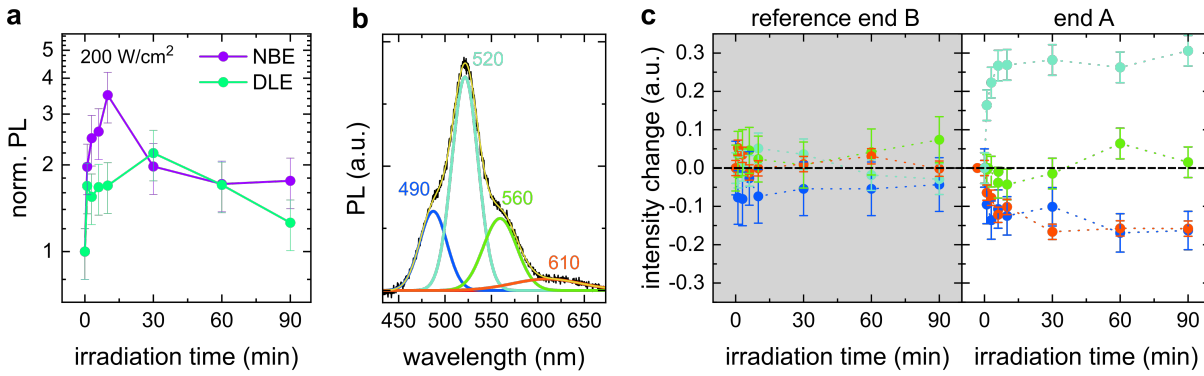 a
200 W/cm²
NBE
DLE
norm. PL
5
4
3
2
1
0 30 60 90
irradiation time (min)
b
520
490
560
610
PL (a.u.)
450 500 550 600 650
wavelength (nm)
c
reference end B
end A
intensity change (a.u.)
0.3
0.2
0.1
0.0
-0.1
-0.2
-0.3
0 30 60 90
0 30 60 90
irradiation time (min)
irradiation time (min)